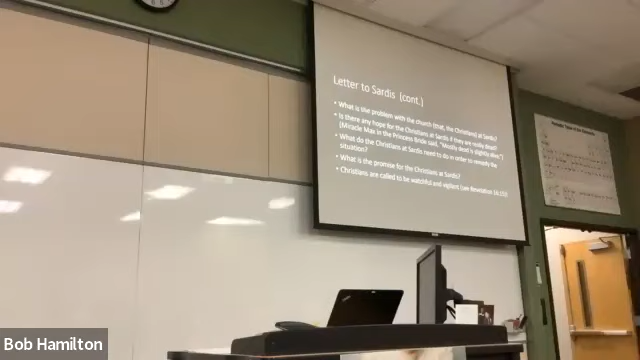 Letter to Sardis (cont.)
• What is the problem with the church (that, the Christians) at Sardis?
• Is there any hope for the Christians at Sardis if they are really dead?
(Miracle Max in the Princess Bride said, "Mostly dead is slightly alive.")
• What do the Christians at Sardis need to do in order to remedy the
situation?
• What is the promise for the Christians at Sardis?
• Christians are called to be watchful and vigilant (see Revelation
Bob Hamilton